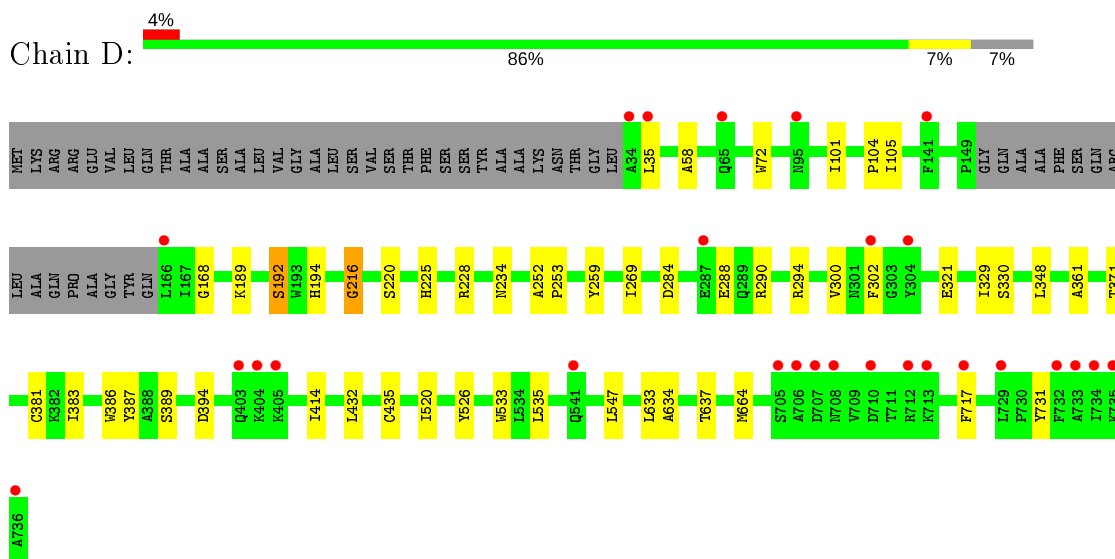 4%
Chain D:
86%
7%
7%
MET LYS ARG ARG GLU VAL LEU GLN THR ALA ALA SER ALA LEU VAL GLY ALA LEU SER VAL SER THR PHE SER SER TYR ALA ALA LYS ASN THR GLY LEU A34 L35 A58 Q65 W72 N95 I101 P104 I105 F141 P149 GLY GLN ALA ALA PHE SER GLN ARG
LEU ALA GLN PRO ALA GLY TYR GLN L166 I167 G168 K189 S192 W193 H194 G216 S220 H225 R228 N234 A252 P253 Y259 I269 D284 E287 E288 Q289 R290 R294 V300 N301 F302 G303 Y304 E321 I329 S330 L348 A361 T371
C381 K382 I383 W386 Y387 A388 S389 D394 Q403 K404 K405 I414 L432 C435 I520 Y526 W533 L534 L535 Q541 L547 L633 A634 T637 M664 S705 A706 D707 N708 V709 D710 T711 R712 K713 F717 L729 P730 Y731 F732 A733 I734 K735
A736